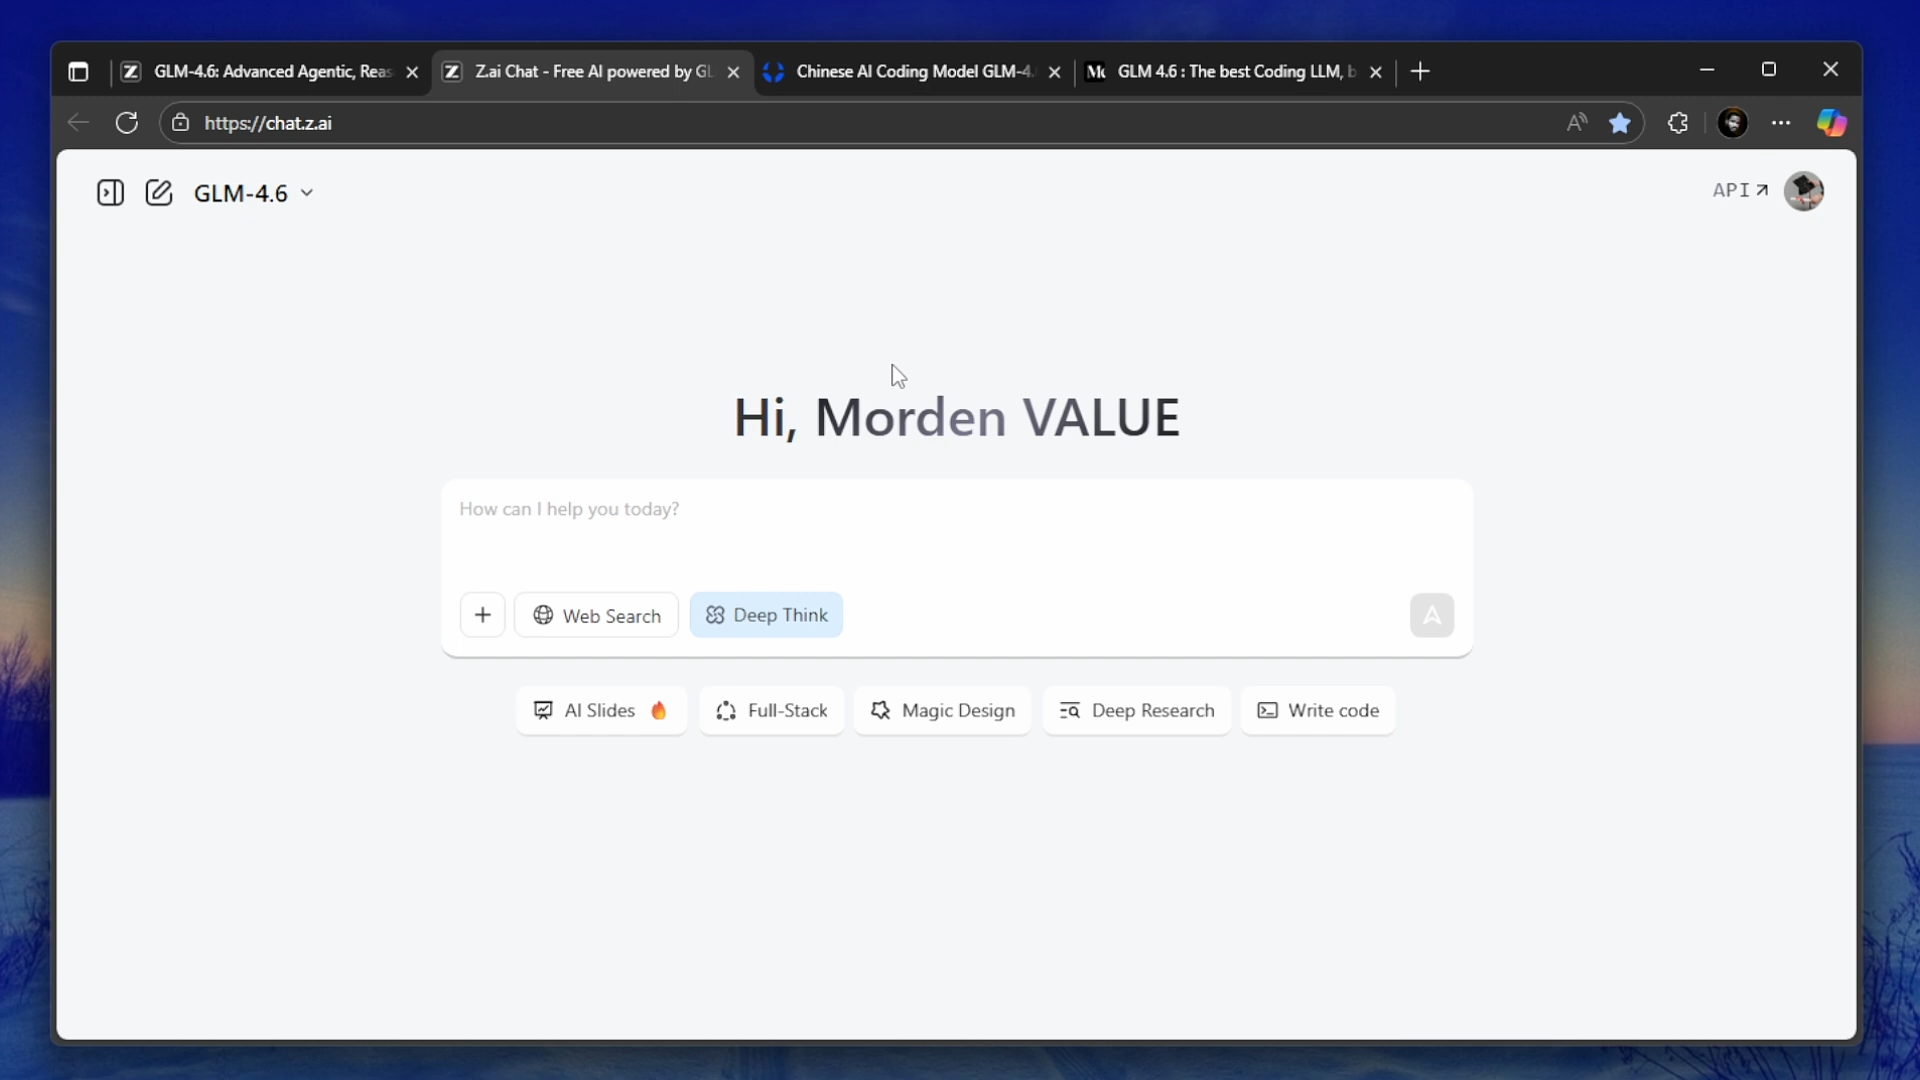 GLM-4.6: Advanced Agentic, Reas
Z.ai Chat - Free AI powered by GL
Chinese AI Coding Model GLM-4.
GLM 4.6 : The best Coding LLM, b
https://chat.z.ai
GLM-4.6
API
Hi, Morden VALUE
How can I help you today?
Web Search
Deep Think
AI Slides
Full-Stack
Magic Design
Deep Research
Write code